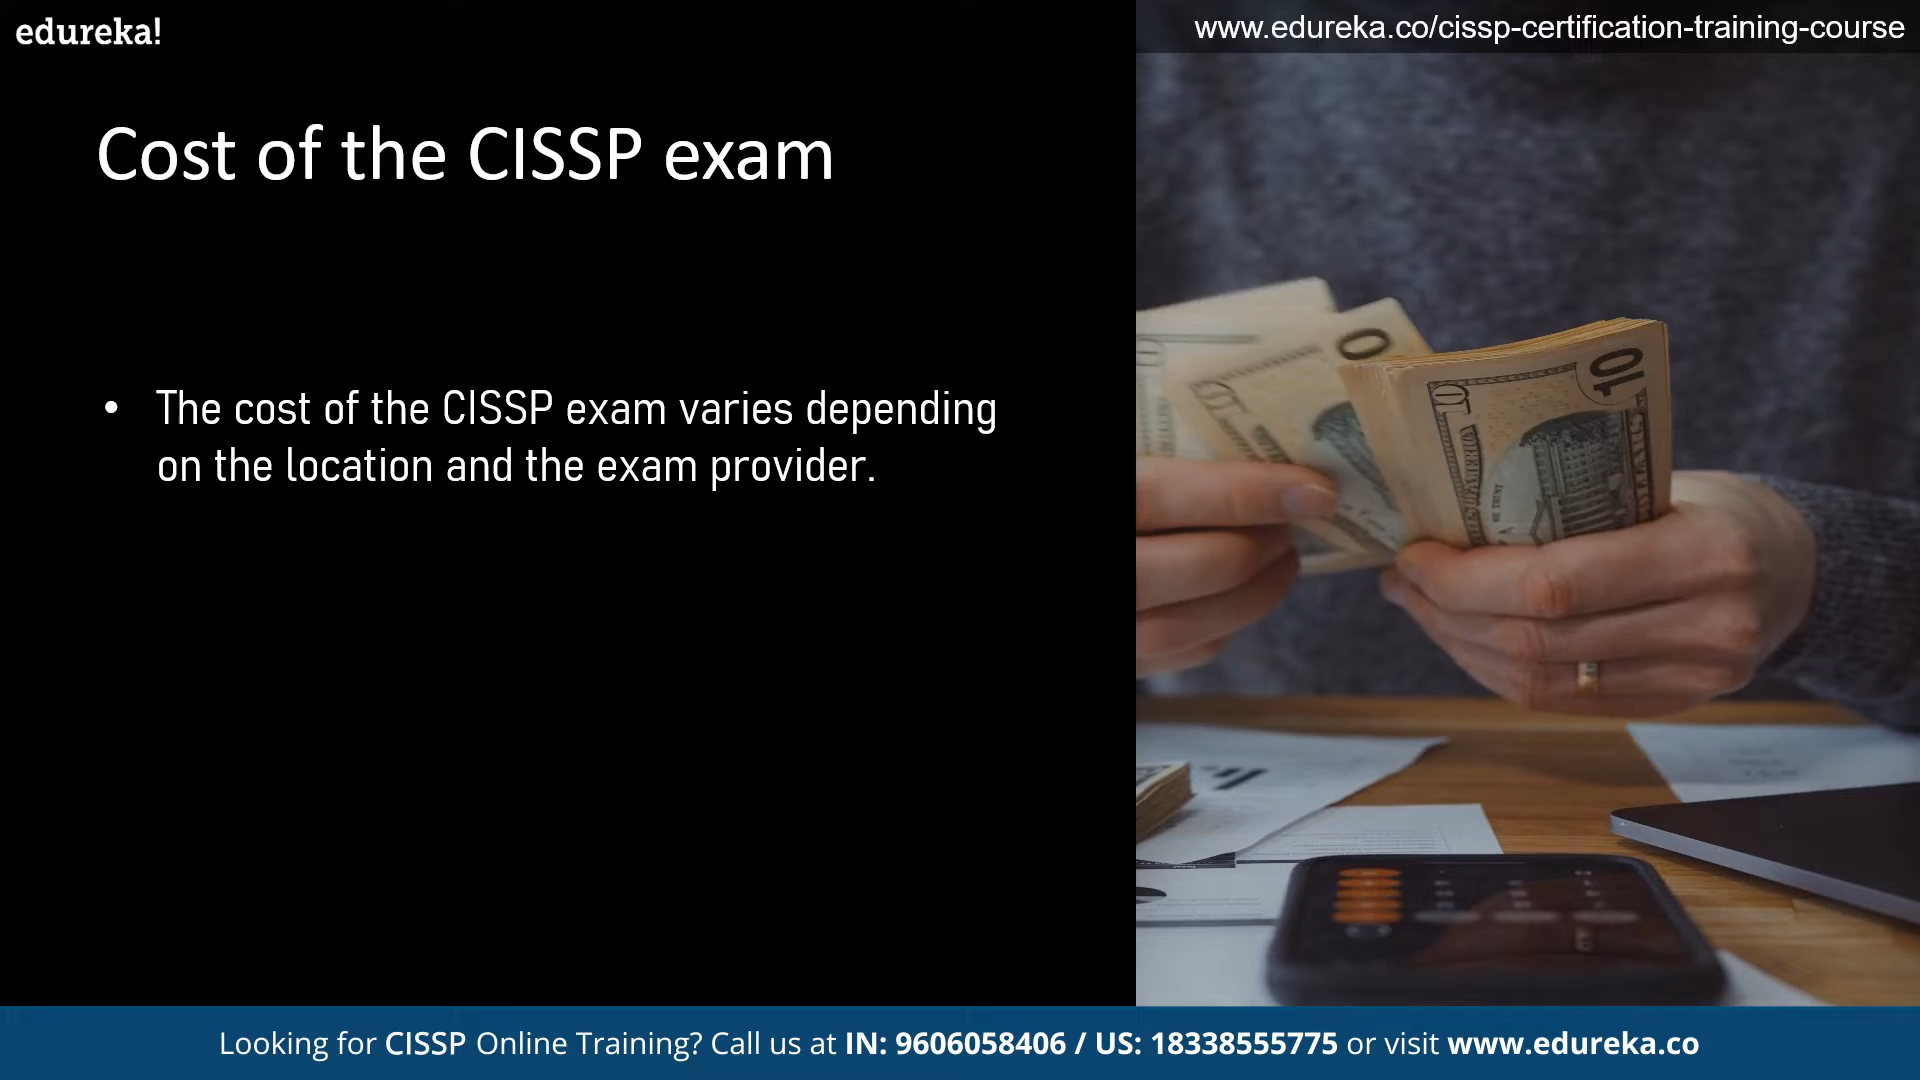 edureka!
www.edureka.co/cissp-certification-training-course
Cost of the CISSP exam
• The cost of the CISSP exam varies depending
on the location and the exam provider.
10
Looking for CISSP Online Training? Call us at IN: 9606058406 / US: 18338555775 or visit www.edureka.co